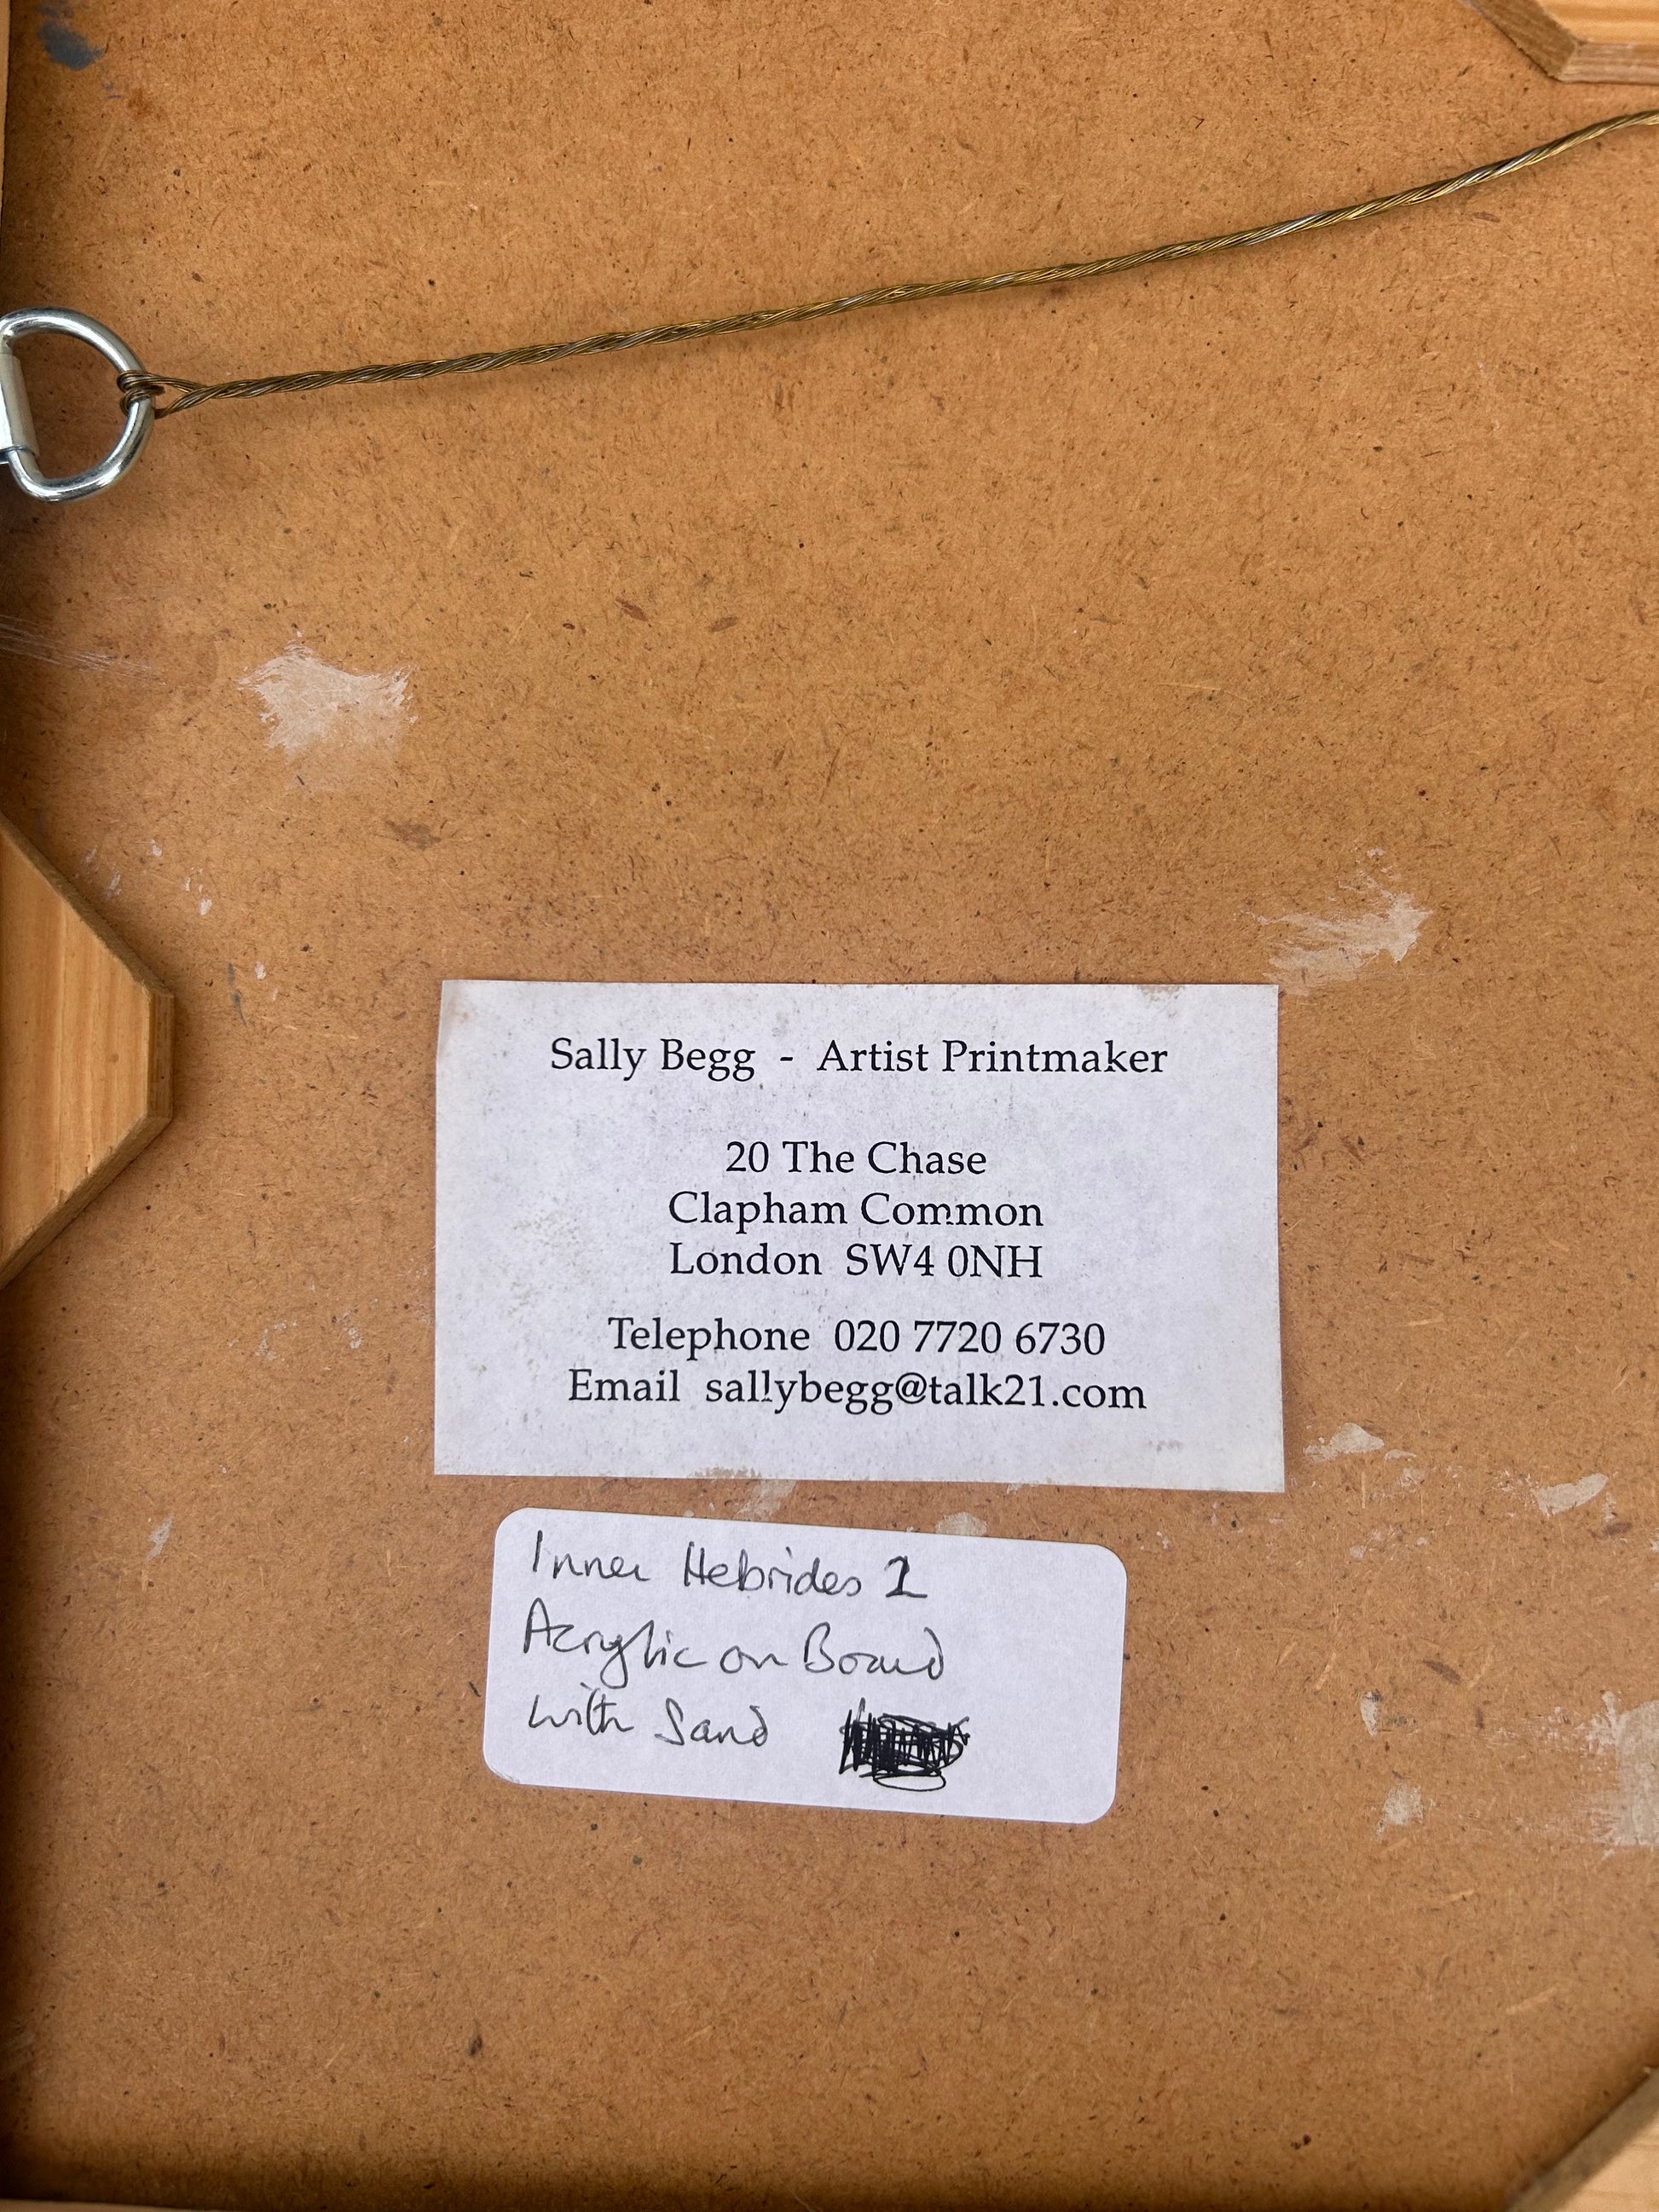 Sally Begg - Artist Printmaker
20 The Chase
Clapham Common
London SW4 0NH
Telephone 020 7720 6730
Email sallybegg@talk21.com
Inner Hebrides 1
Acrylic on Board
with Sand